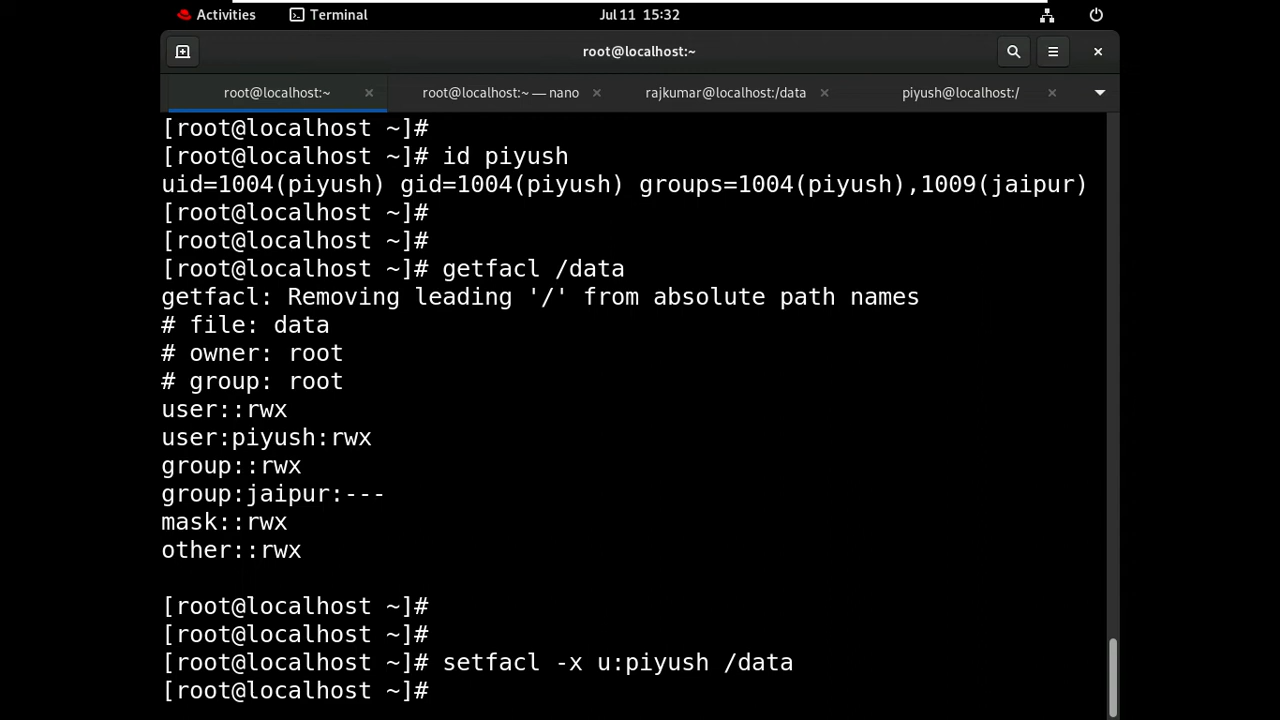 Activities Terminal Jul 11 15:32
root@localhost:~
root@localhost:~ root@localhost:~ — nano rajkumar@localhost:/data piyush@localhost:/
[root@localhost ~]#
[root@localhost ~]# id piyush
uid=1004(piyush) gid=1004(piyush) groups=1004(piyush),1009(jaipur)
[root@localhost ~]#
[root@localhost ~]#
[root@localhost ~]# getfacl /data
getfacl: Removing leading '/' from absolute path names
# file: data
# owner: root
# group: root
user::rwx
user:piyush:rwx
group::rwx
group:jaipur:---
mask::rwx
other::rwx
[root@localhost ~]#
[root@localhost ~]#
[root@localhost ~]# setfacl -x u:piyush /data
[root@localhost ~]#